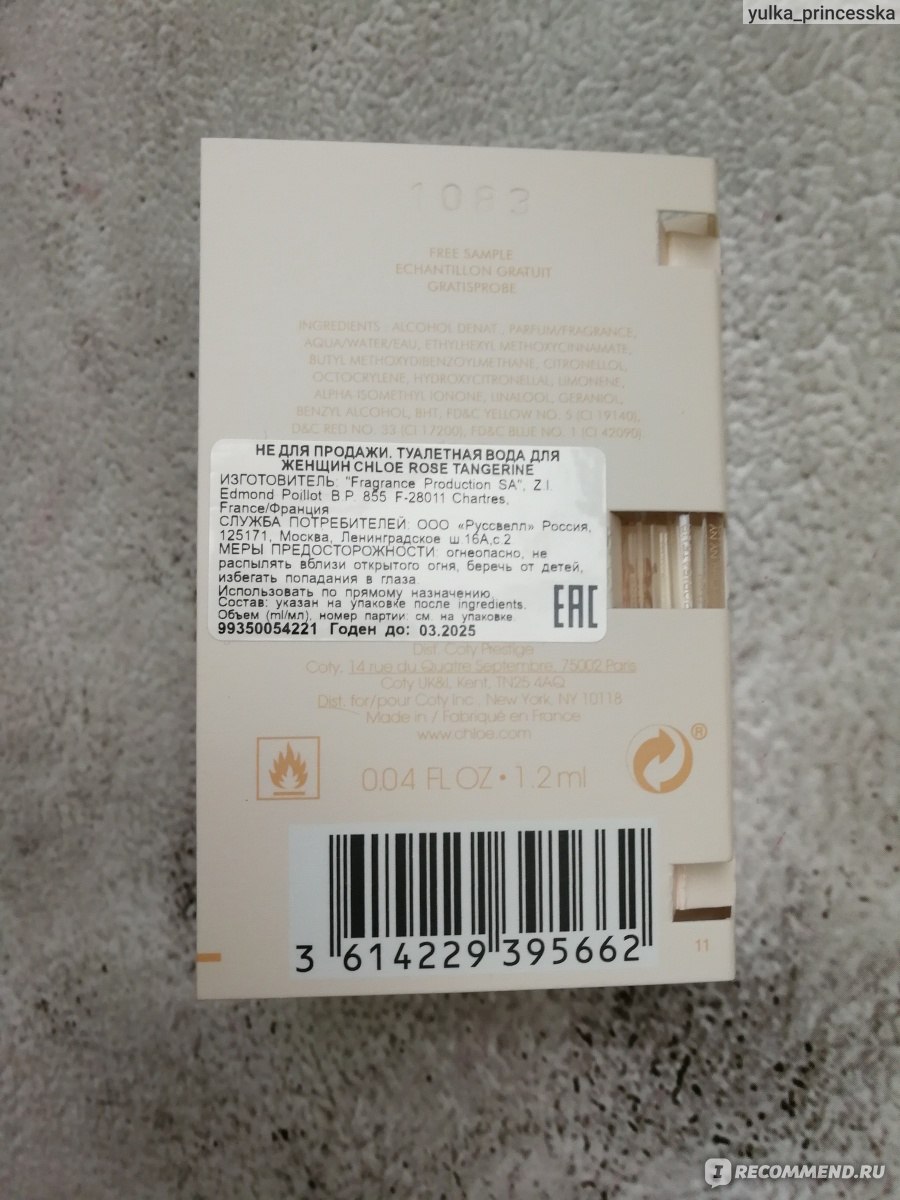 yulka_princesska
1083
FREE SAMPLE
ECHANTILLON GRATUIT
GRATISPROBE
INGREDIENTS : ALCOHOL DENAT., PARFUM/FRAGRANCE,
AQUA/WATER/EAU, ETHYLHEXYL METHOXYCINNAMATE,
BUTYL METHOXYDIBENZOYLMETHANE, CITRONELLOL,
OCTOCRYLENE, HYDROXYCITRONELLAL, LIMONENE,
ALPHA-ISOMETHYL IONONE, LINALOOL, GERANIOL,
BENZYL ALCOHOL, BHT, FD&C YELLOW NO. 5 (CI 19140),
D&C RED NO. 33 (CI 17200), FD&C BLUE NO. 1 (CI 42090)
НЕ ДЛЯ ПРОДАЖИ. ТУАЛЕТНАЯ ВОДА ДЛЯ
ЖЕНЩИН CHLOE ROSE TANGERINE
ИЗГОТОВИТЕЛЬ: "Fragrance Production SA", Z.I.
Edmond Poillot B.P. 855 F-28011 Chartres,
France/Франция
СЛУЖБА ПОТРЕБИТЕЛЕЙ: ООО «Руссвелл» Россия,
125171, Москва, Ленинградское ш.16А,с.2
МЕРЫ ПРЕДОСТОРОЖНОСТИ: огнеопасно, не
распылять вблизи открытого огня, беречь от детей,
избегать попадания в глаза.
Использовать по прямому назначению.
Состав: указан на упаковке после ingredients.
Объем (ml/мл), номер партии: см. на упаковке.
99350054221 Годен до: 03.2025
EAC
Dist. Coty Prestige
Coty, 14 rue du Quatre Septembre, 75002 Paris
Coty UK&I, Kent, TN25 4AQ
Dist. for/pour Coty Inc., New York, NY 10118
Made in / Fabriqué en France
www.chloe.com
0.04 FL OZ • 1.2 ml
®
3 614229 395662
11
IRECOMMEND.RU